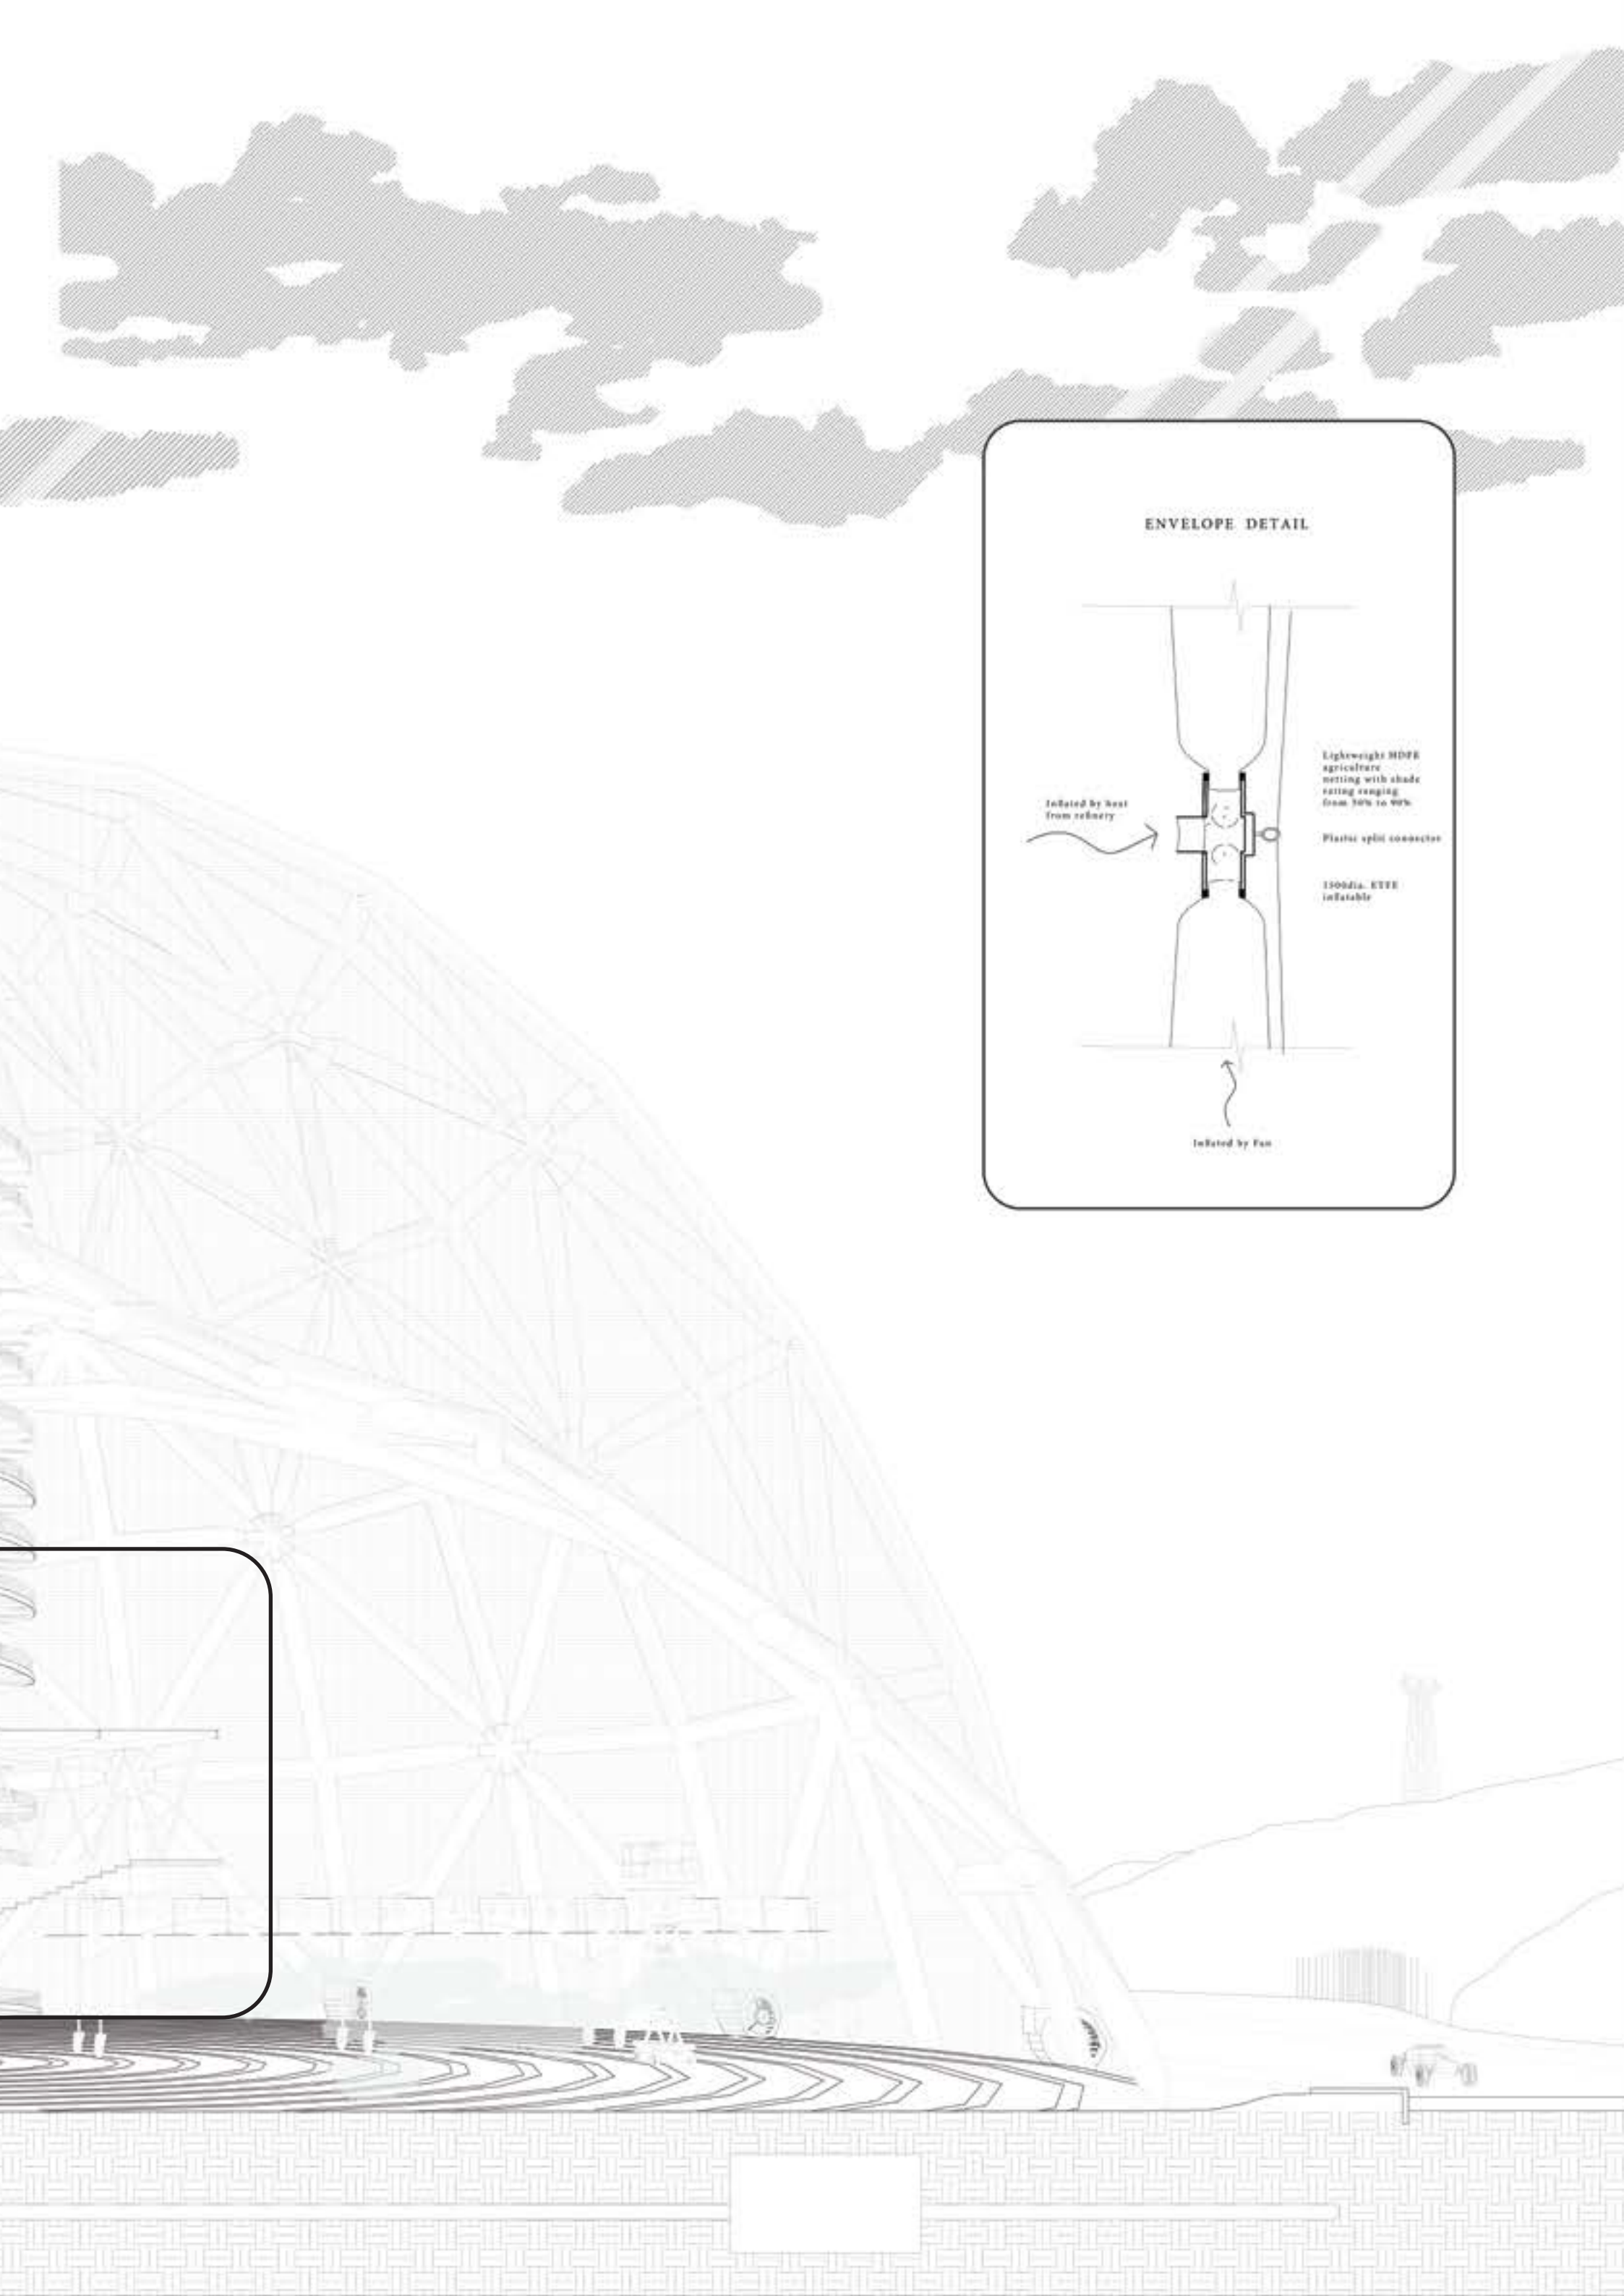 ENVELOPE DETAIL
Lightweight HDPE
agriculture
netting with shade
rating ranging
from 50% to 90%
Inflated by heat
from refinery
Plastic split connector
1500dia. ETFE
inflatable
Inflated by Fan